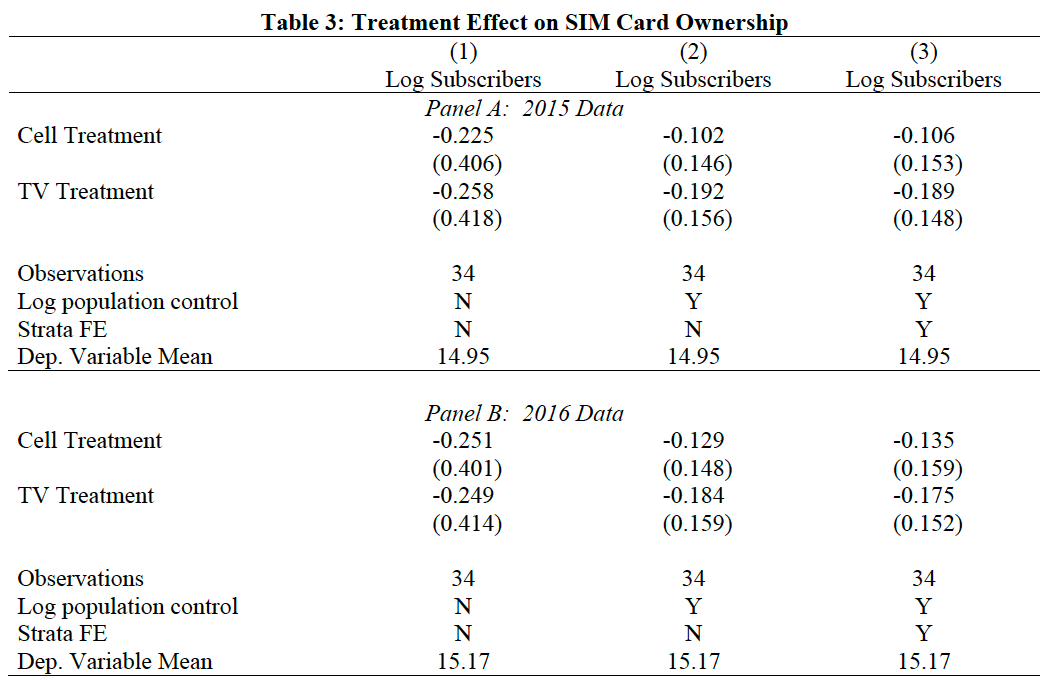 Table 3: Treatment Effect on SIM Card Ownership
(1) (2) (3)
Log Subscribers Log Subscribers Log Subscribers
Panel A: 2015 Data
Cell Treatment -0.225 -0.102 -0.106
(0.406) (0.146) (0.153)
TV Treatment -0.258 -0.192 -0.189
(0.418) (0.156) (0.148)
Observations 34 34 34
Log population control N Y Y
Strata FE N N Y
Dep. Variable Mean 14.95 14.95 14.95
Panel B: 2016 Data
Cell Treatment -0.251 -0.129 -0.135
(0.401) (0.148) (0.159)
TV Treatment -0.249 -0.184 -0.175
(0.414) (0.159) (0.152)
Observations 34 34 34
Log population control N Y Y
Strata FE N N Y
Dep. Variable Mean 15.17 15.17 15.17